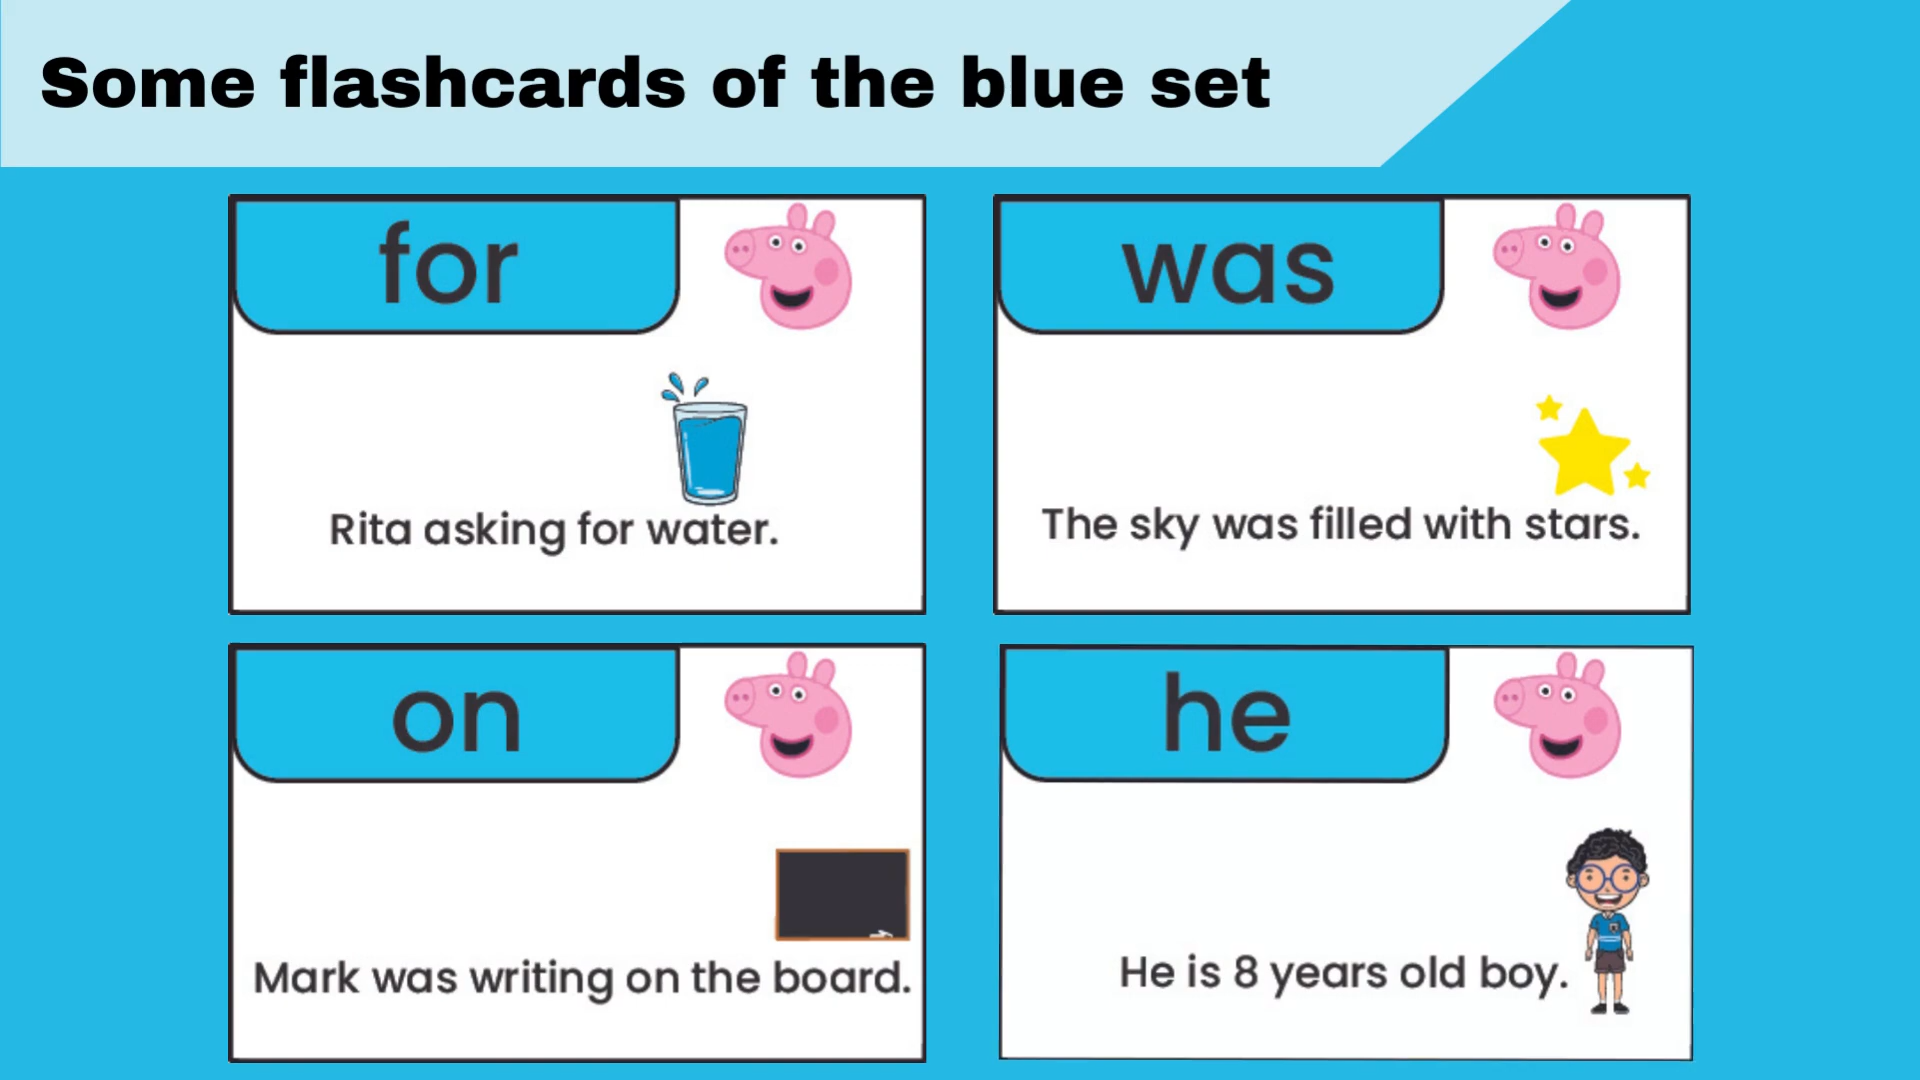 Some flashcards of the blue set
for
Rita asking for water.
was
The sky was filled with stars.
on
Mark was writing on the board.
he
He is 8 years old boy.